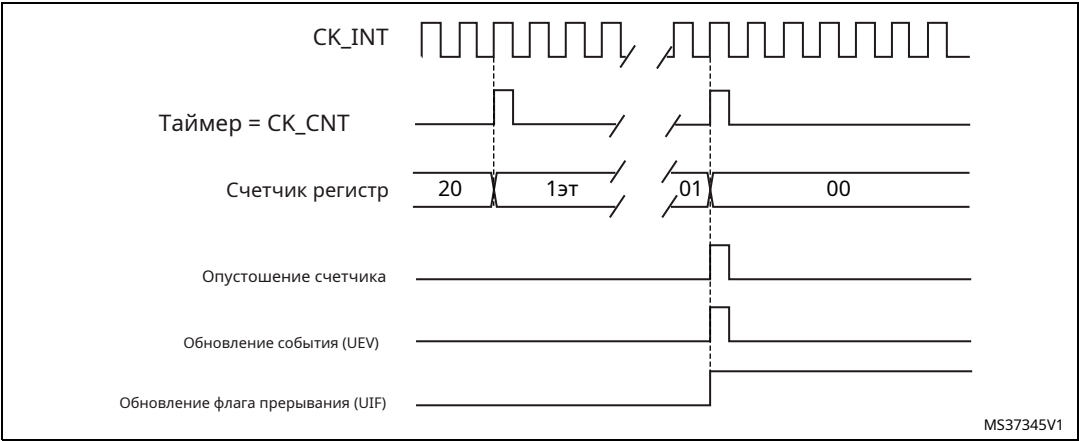 CK_INT
Таймер = CK_CNT
Счетчик регистр 20 1эт 01 00
Опустошение счетчика
Обновление события (UEV)
Обновление флага прерывания (UIF)
MS37345V1